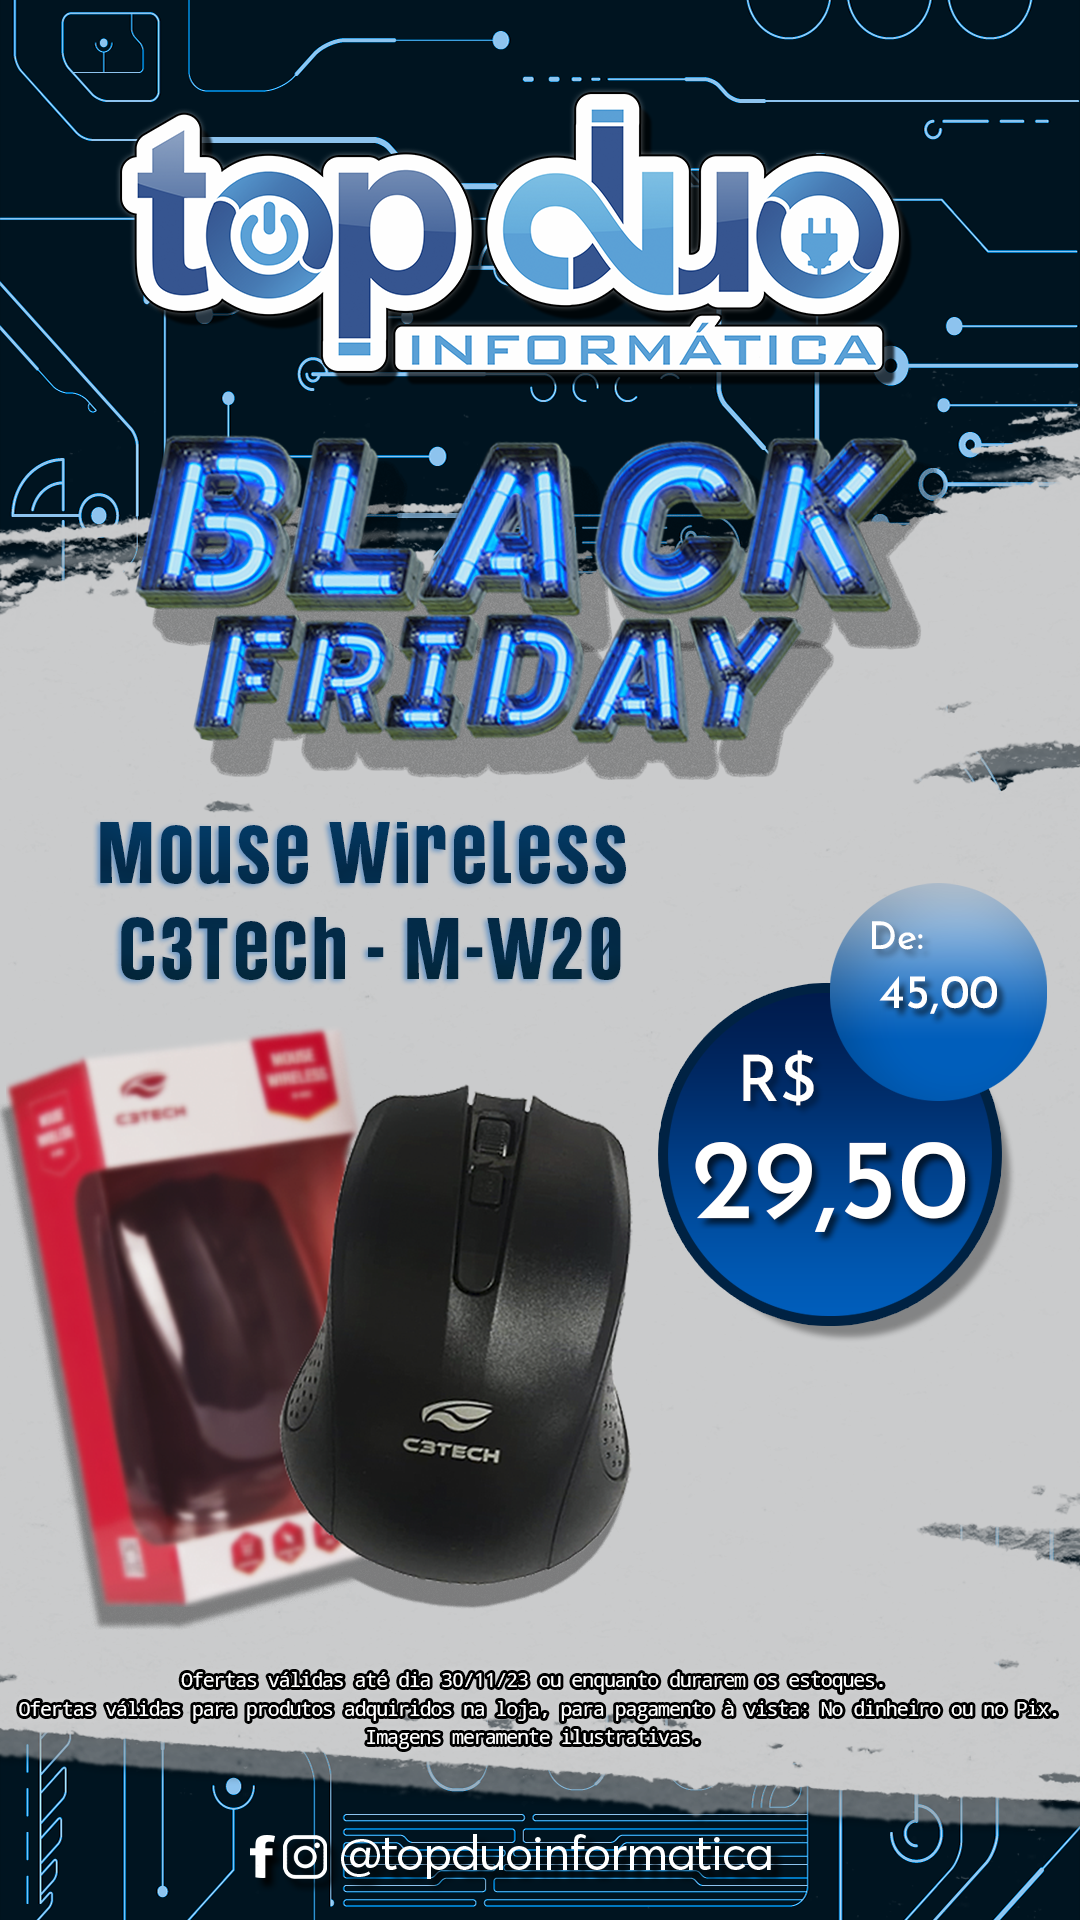 top duo
INFORMÁTICA
BLACK
FRIDAY
Mouse Wireless
C3Tech - M-W20
De:
45,00
R$
29,50
MOUSE
WIRELESS
C3TECH
MOUSE
WIRELESS
C3TECH
Ofertas válidas até dia 30/11/23 ou enquanto durarem os estoques.
Ofertas válidas para produtos adquiridos na loja, para pagamento à vista: No dinheiro ou no Pix.
Imagens meramente ilustrativas.
@topduoinformatica